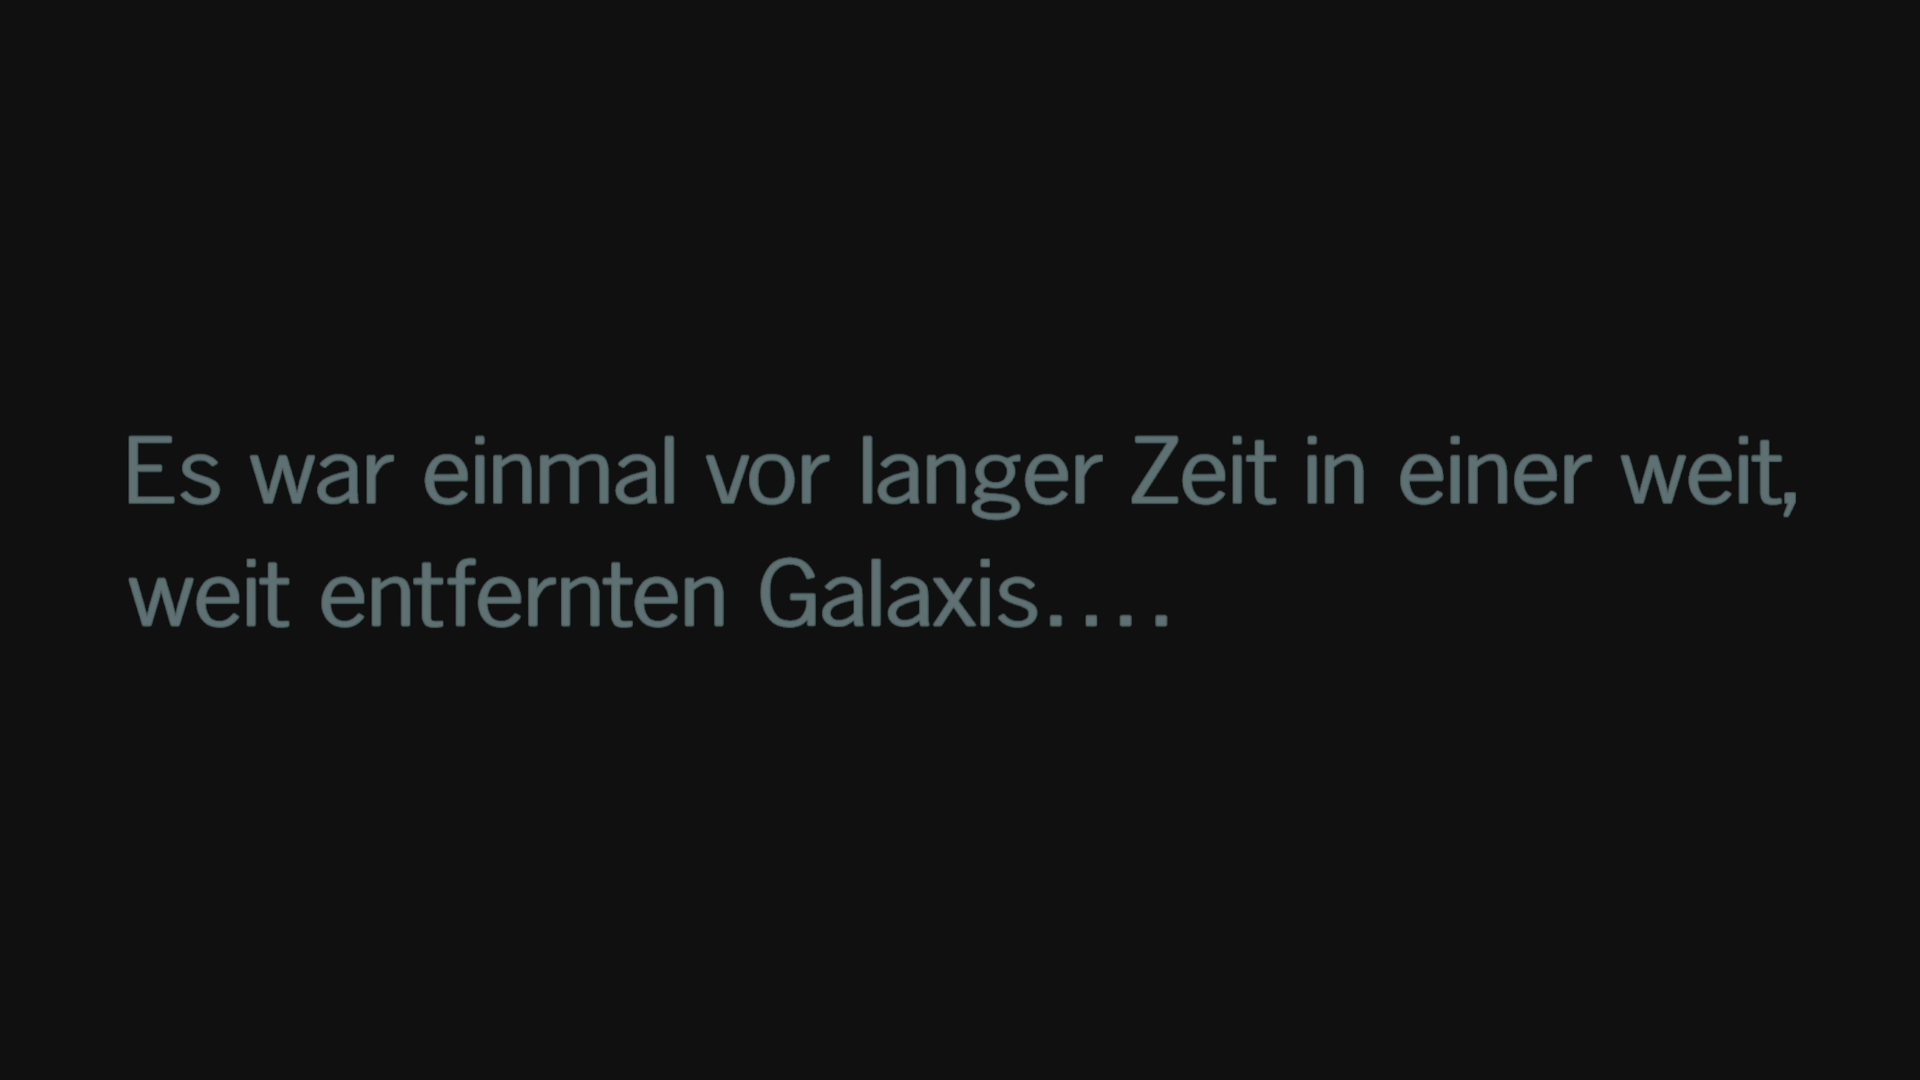 Es war einmal vor langer Zeit in einer weit,
weit entfernten Galaxis....